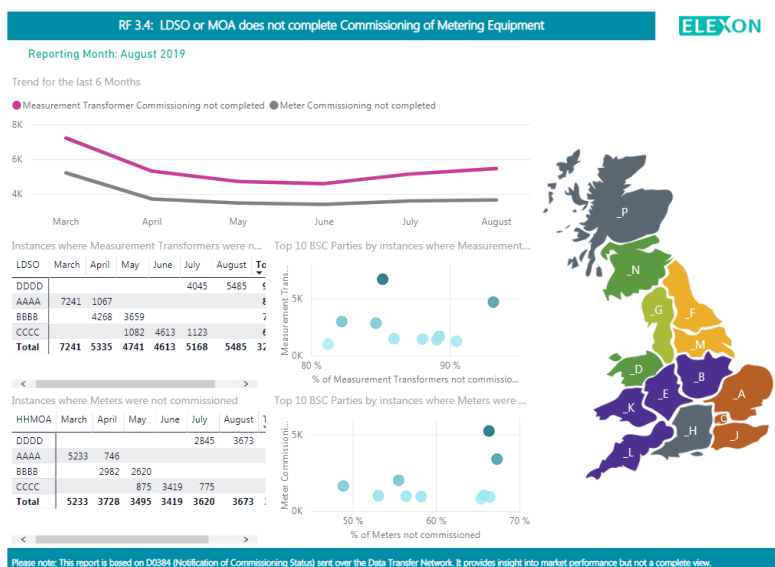 RF 3.4: LDSO or MOA does not complete Commissioning of Metering Equipment
ELEXON
Reporting Month: August 2019
Trend for the last 6 Months
Measurement Transformer Commissioning not completed Meter Commissioning not completed
8K
6K
4K
March April May June July August
Instances where Measurement Transformers were n...
LDSO March April May June July August To
DDDD 4045 5485 9
AAAA 7241 1067 8
BBBB 4268 3659 7
CCCC 1082 4613 1123 6
Total 7241 5335 4741 4613 5168 5485 32
Top 10 BSC Parties by instances where Measurement...
Measurement Trans...
5K
0K
80 % 90 %
% of Measurement Transformers not commissio...
Instances where Meters were not commissioned
HHMOA March April May June July August
DDDD 2845 3673
AAAA 5233 746
BBBB 2982 2620
CCCC 875 3419 775
Total 5233 3728 3495 3419 3620 3673
Top 10 BSC Parties by instances where Meters were ...
Meter Commissioni...
5K
0K
50 % 60 % 70 %
% of Meters not commissioned
_P
_N
_G
_F
_M
_D
_B
_A
_E
_K
_C
_H
_J
_L
Please note: This report is based on D0384 (Notification of Commissioning Status) sent over the Data Transfer Network. It provides insight into market performance but not a complete view.